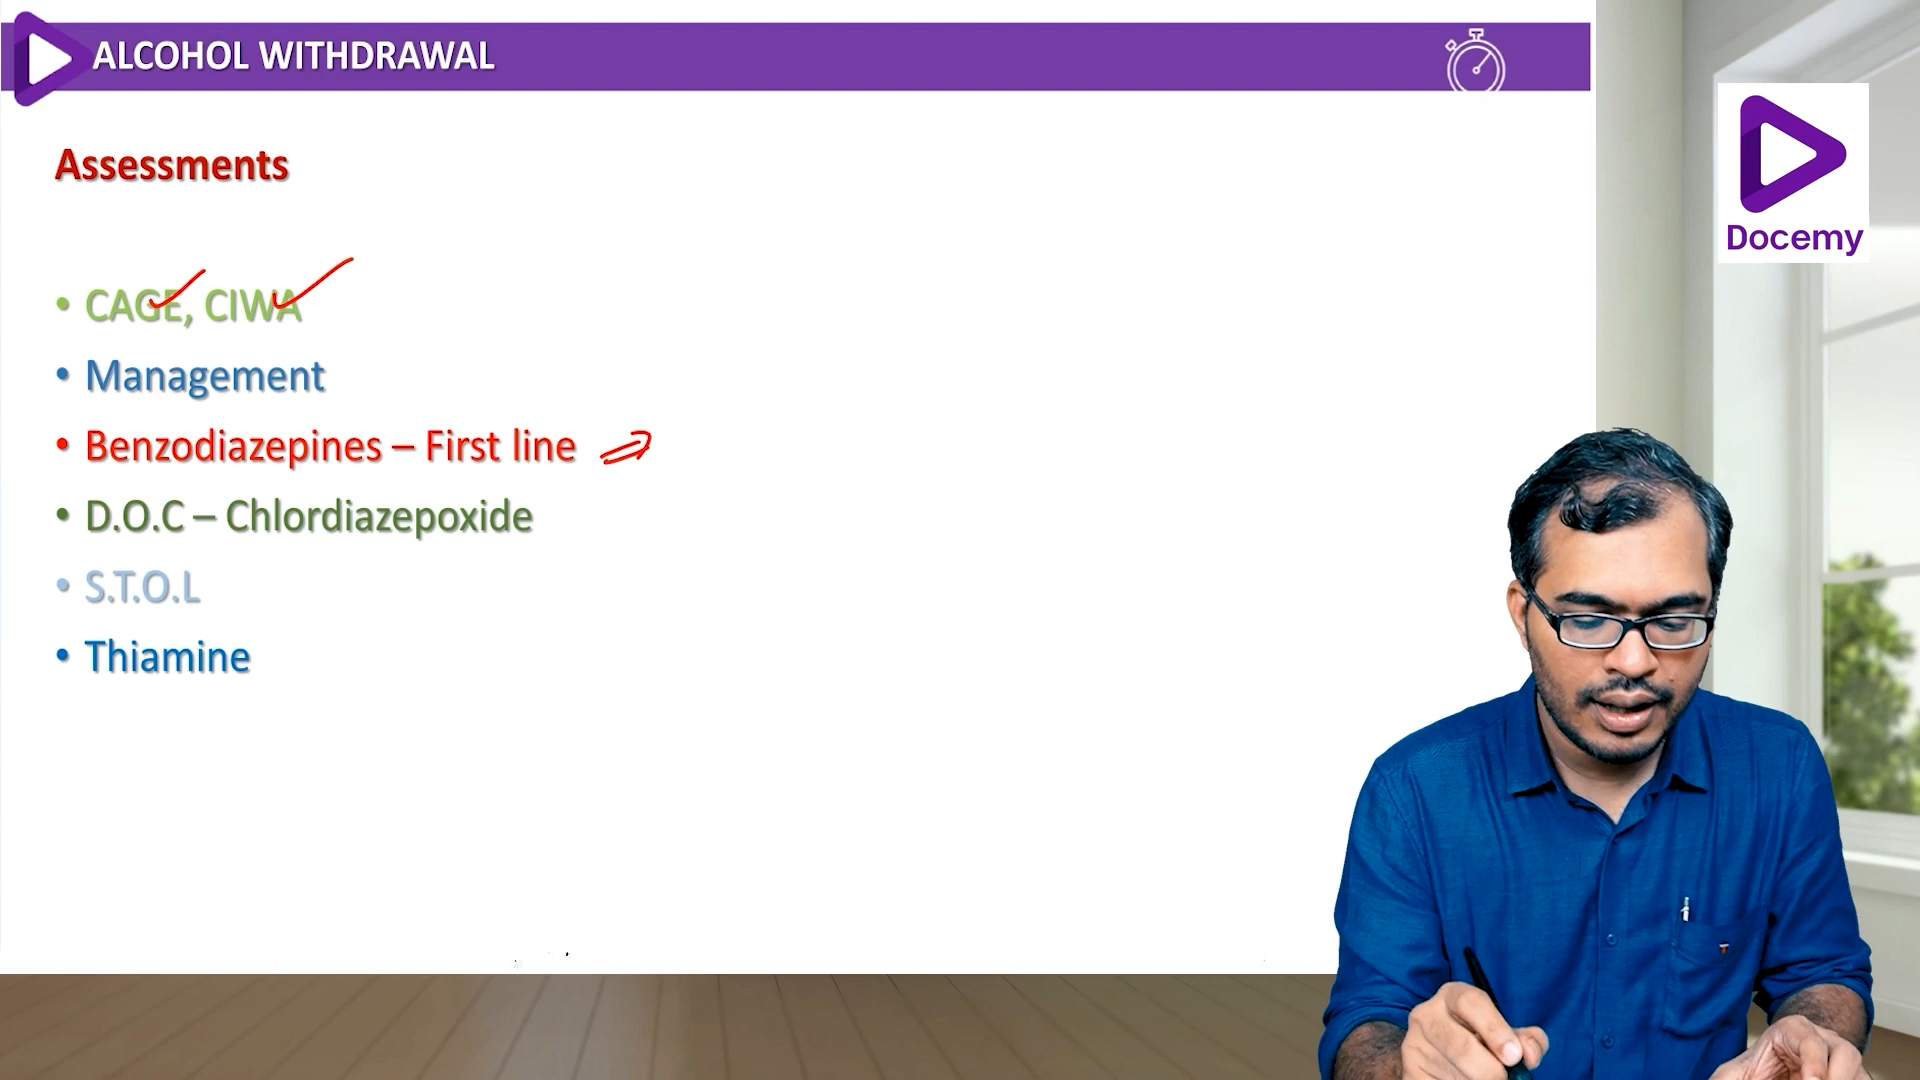 ALCOHOL WITHDRAWAL
Docemy
Assessments
• CAGE, CIWA
• Management
• Benzodiazepines – First line
• D.O.C – Chlordiazepoxide
• S.T.O.L
• Thiamine